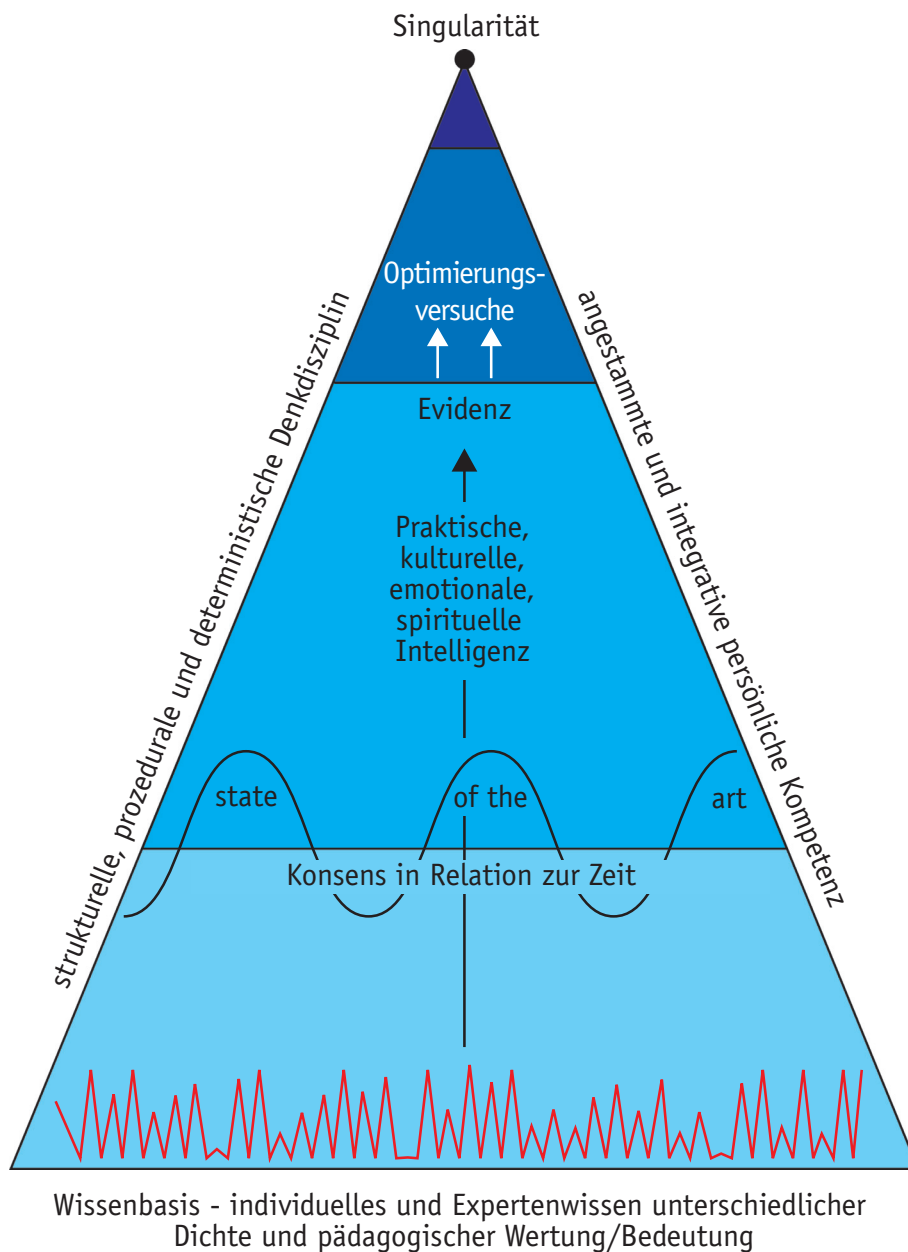 Singularität
Optimierungs-
versuche
Evidenz
Praktische,
kulturelle,
emotionale,
spirituelle
Intelligenz
strukturelle, prozedurale und deterministische Denkdisziplin
angestammte und integrative persönliche Kompetenz
state of the art
Konsens in Relation zur Zeit
Wissenbasis - individuelles und Expertenwissen unterschiedlicher
Dichte und pädagogischer Wertung/Bedeutung